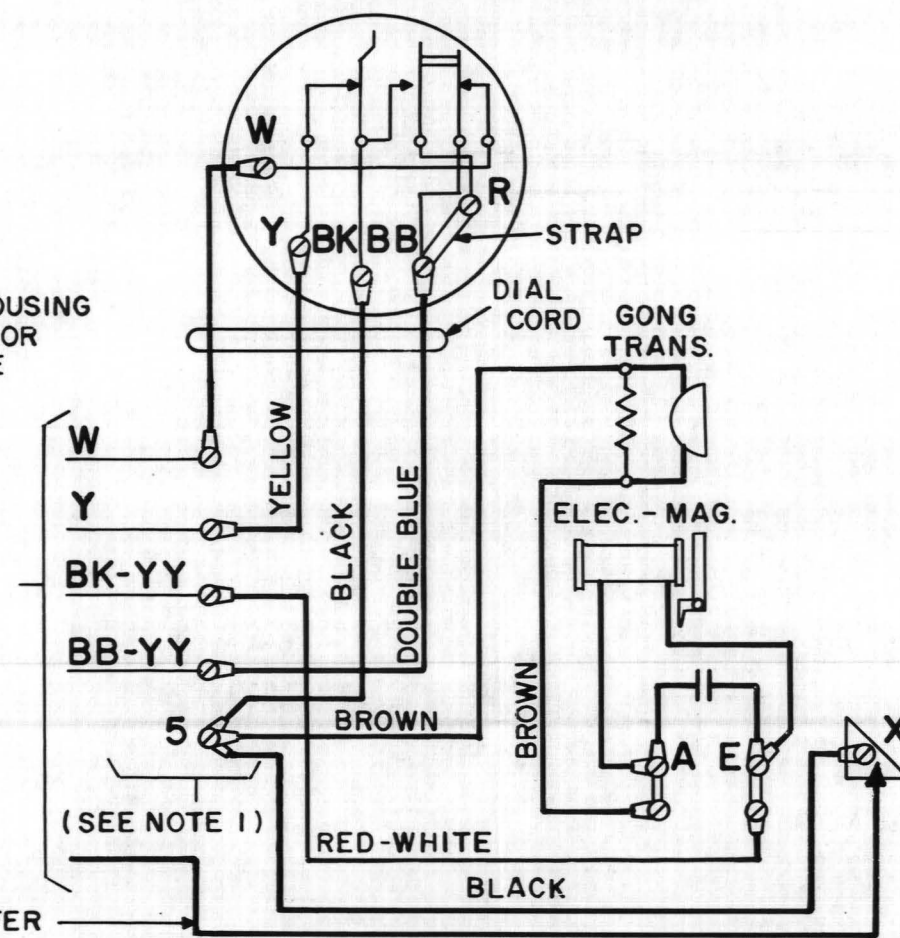 W
R
Y BK BB
STRAP
DIAL
CORD
GONG
TRANS.
OR
W
YELLOW
Y
BLACK
DOUBLE BLUE
ELEC.-MAG.
BK-YY
BB-YY
5
BROWN
BROWN
A E
X
(SEE NOTE 1)
RED-WHITE
BLACK